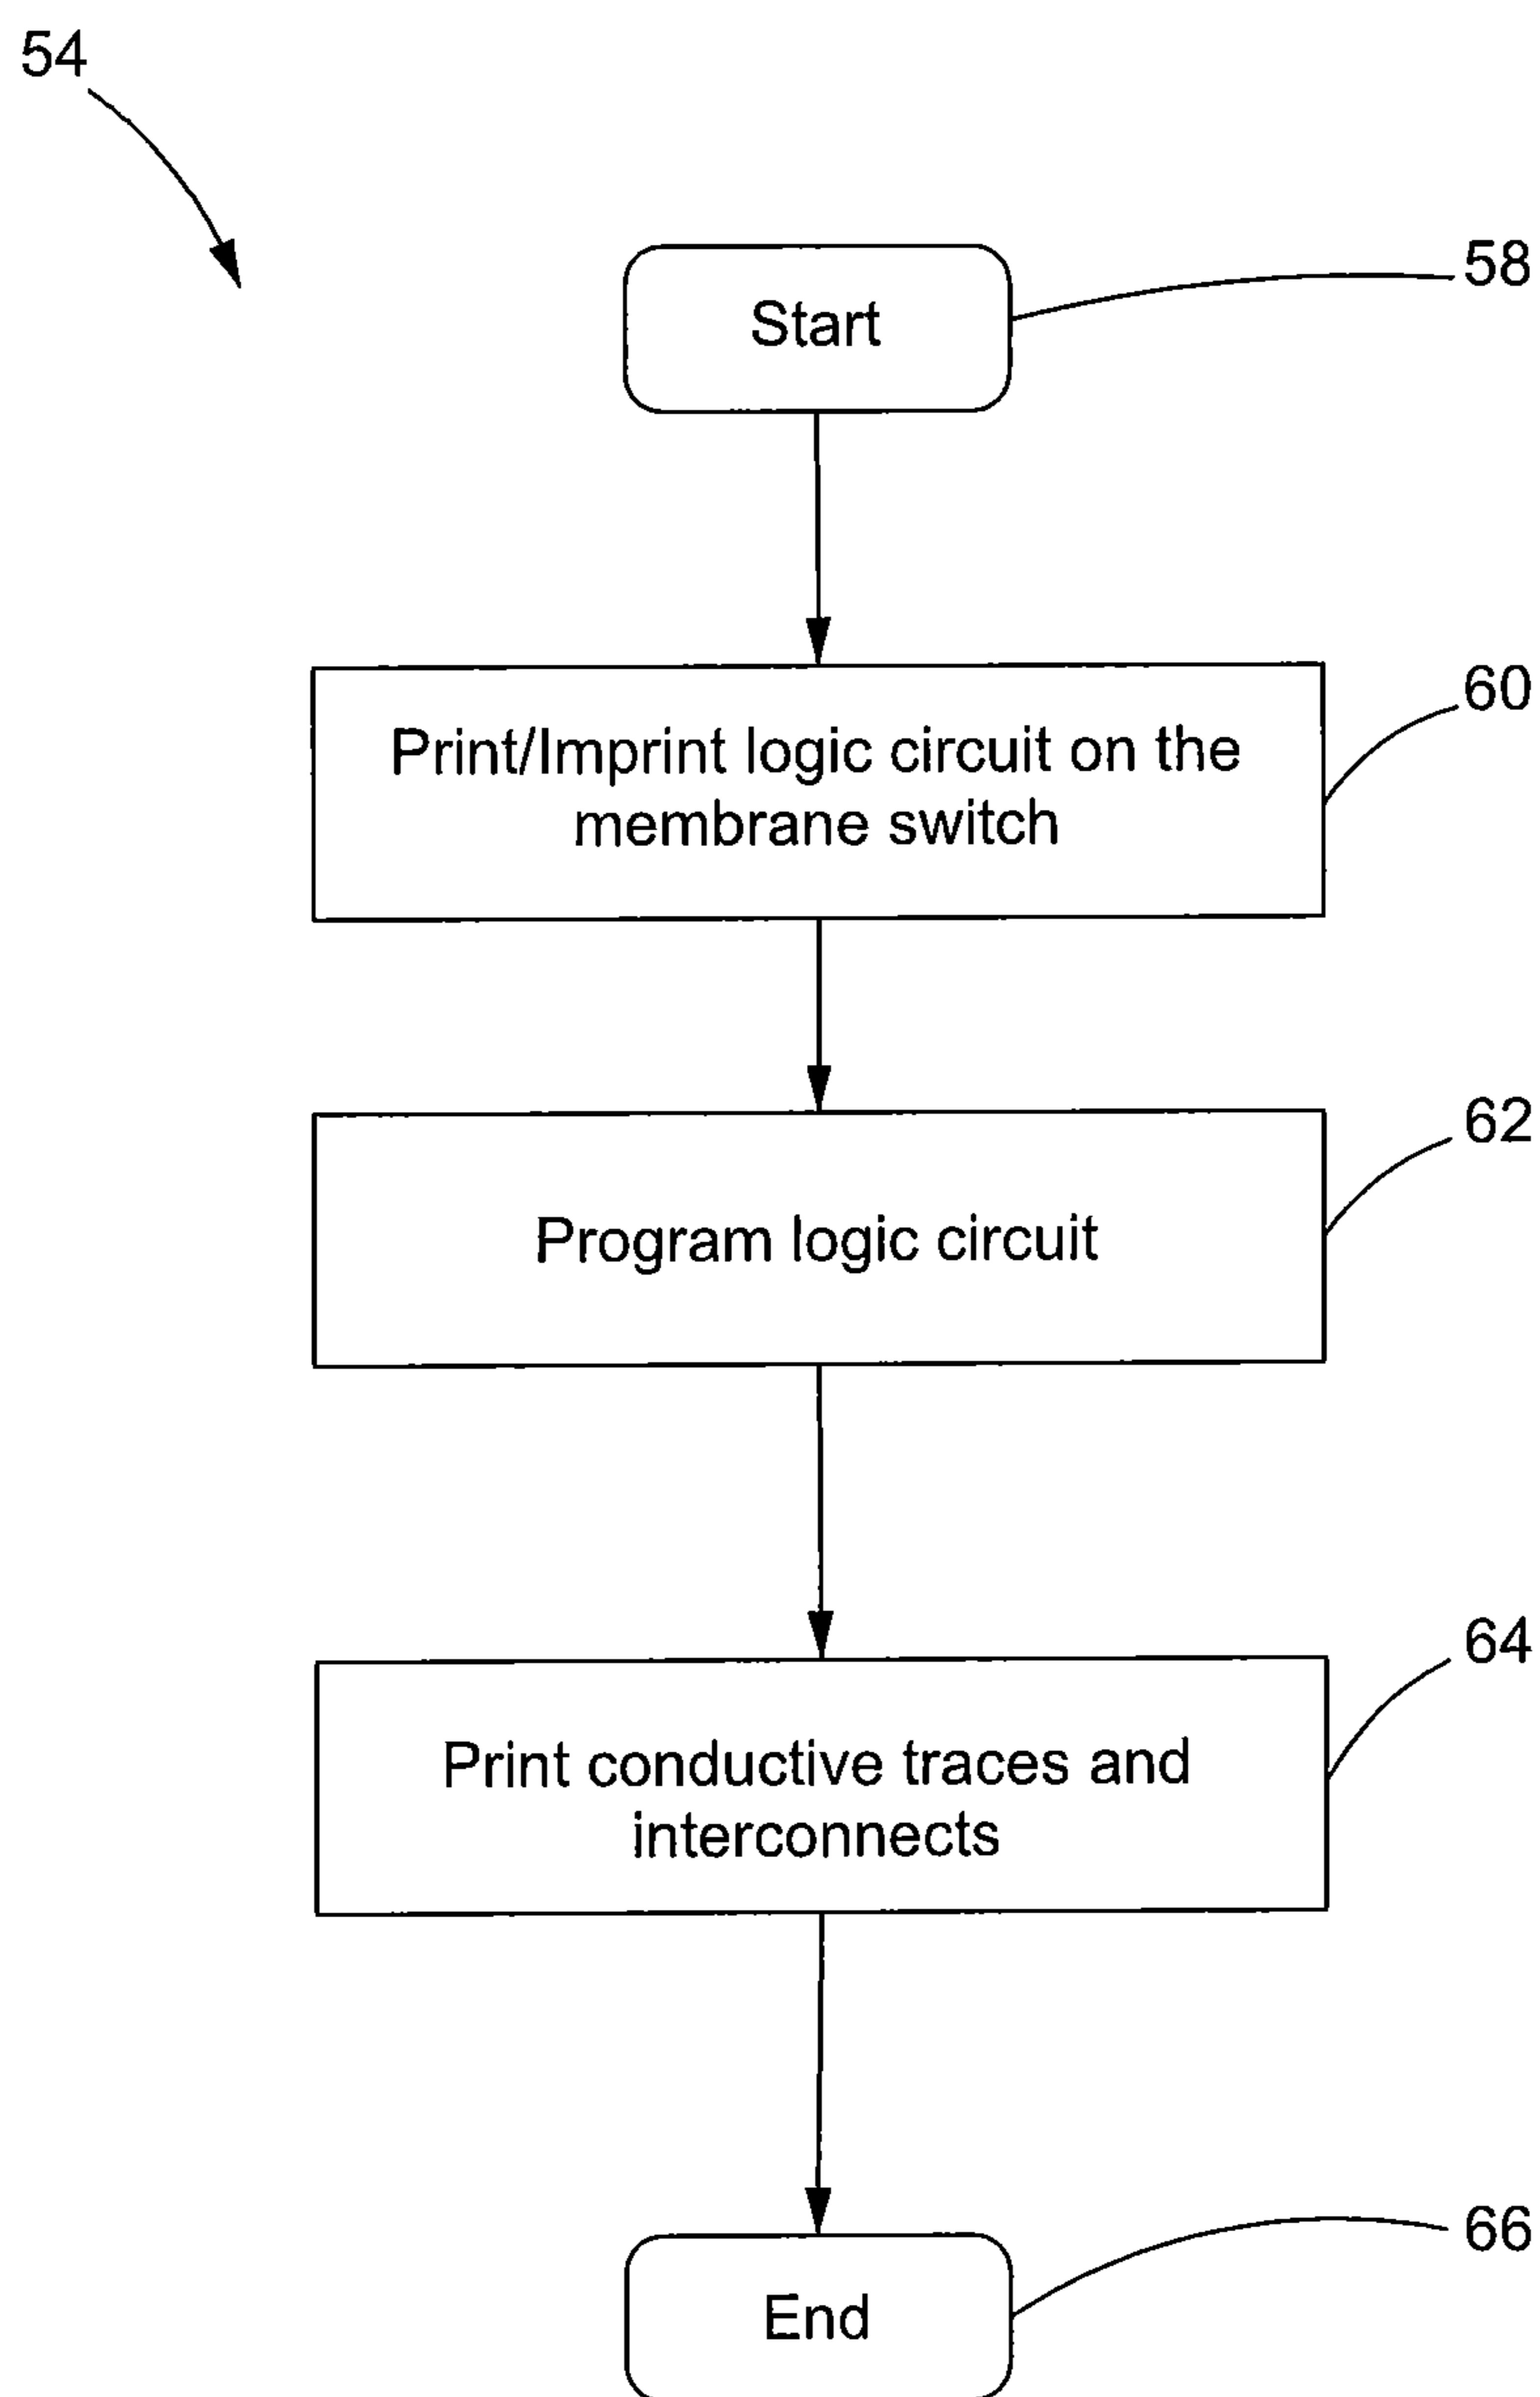 54
Start
58
Print/Imprint logic circuit on the
membrane switch
60
Program logic circuit
62
Print conductive traces and
interconnects
64
End
66